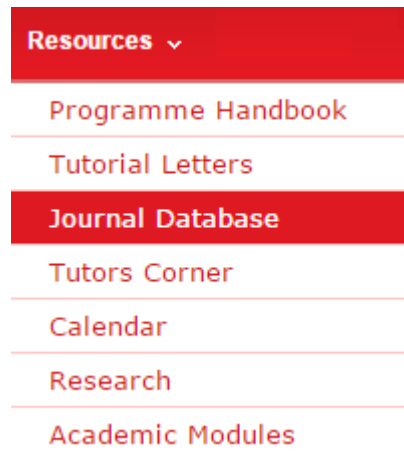 Resources
Programme Handbook
Tutorial Letters
Journal Database
Tutors Corner
Calendar
Research
Academic Modules